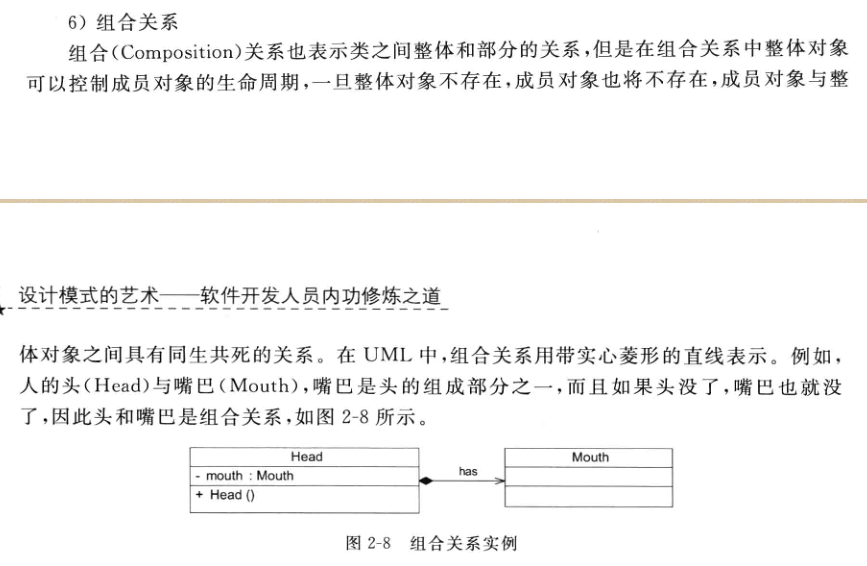 6) 组合关系
组合(Composition)关系也表示类之间整体和部分的关系,但是在组合关系中整体对象
可以控制成员对象的生命周期,一旦整体对象不存在,成员对象也将不存在,成员对象与整
设计模式的艺术——软件开发人员内功修炼之道
体对象之间具有同生共死的关系。在 UML 中,组合关系用带实心菱形的直线表示。例如,
人的头(Head)与嘴巴(Mouth),嘴巴是头的组成部分之一,而且如果头没了,嘴巴也就没
了,因此头和嘴巴是组合关系,如图 2-8 所示。
Head
- mouth : Mouth
+ Head ()
has
Mouth
图 2-8 组合关系实例